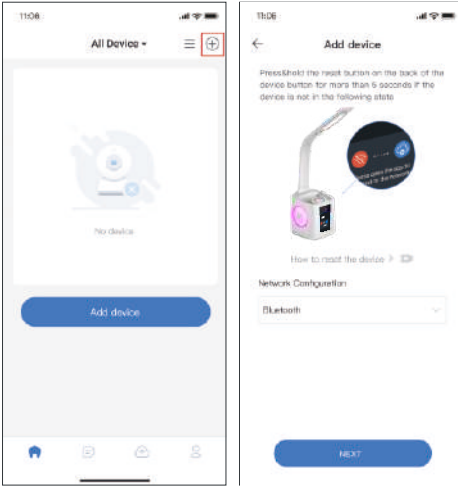 11:06
All Device
No device
Add device
11:06
Add device
Press&hold the reset button on the back of the
device button for more than 5 seconds if the
device is not in the following state
How to reset the device >
Network Configuration
Bluetooth
NEXT